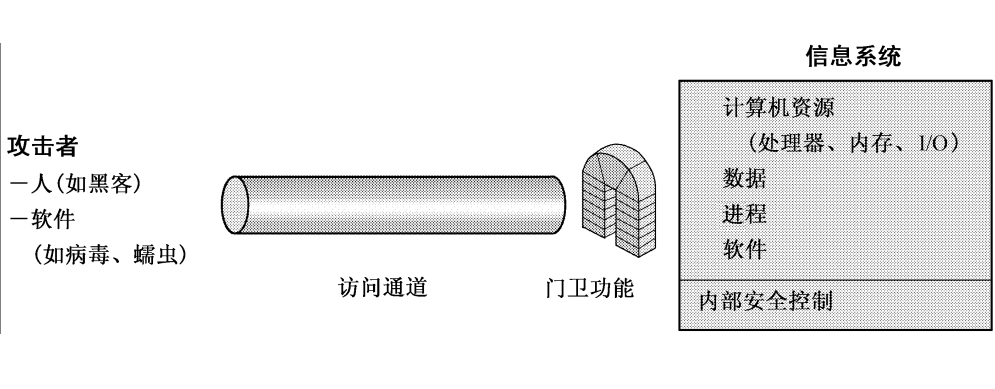 信息系统
计算机资源
(处理器、内存、I/O)
数据
进程
软件
内部安全控制
攻击者
－人(如黑客)
－软件
(如病毒、蠕虫)
访问通道
门卫功能